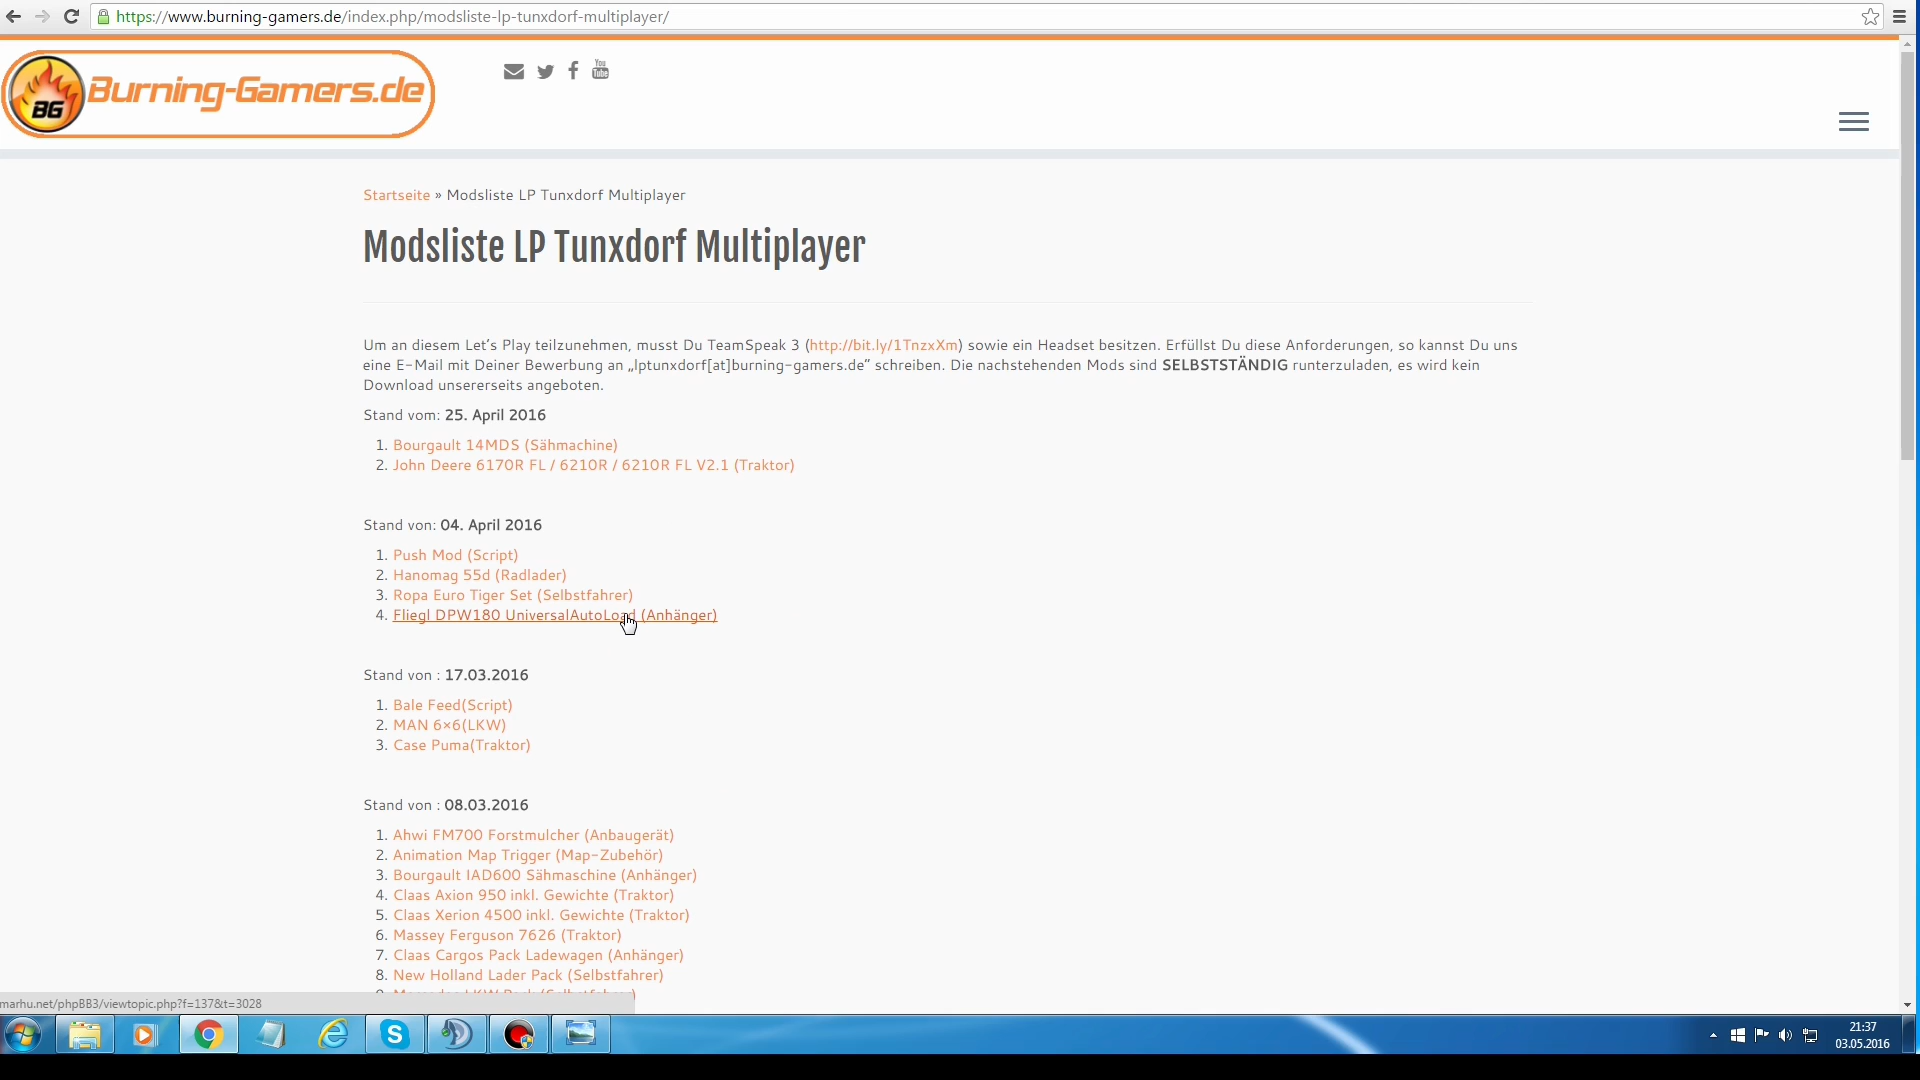 https://www.burning-gamers.de/index.php/modsliste-lp-tunxdorf-multiplayer/
BG Burning-Gamers.de
You Tube
Startseite » Modsliste LP Tunxdorf Multiplayer
Modsliste LP Tunxdorf Multiplayer
Um an diesem Let's Play teilzunehmen, musst Du TeamSpeak 3 (http://bit.ly/1TnzxXm) sowie ein Headset besitzen. Erfüllst Du diese Anforderungen, so kannst Du uns
eine E-Mail mit Deiner Bewerbung an „lptunxdorf[at]burning-gamers.de" schreiben. Die nachstehenden Mods sind SELBSTSTÄNDIG runterzuladen, es wird kein
Download unsererseits angeboten.
Stand vom: 25. April 2016
1. Bourgault 14MDS (Sähmachine)
2. John Deere 6170R FL / 6210R / 6210R FL V2.1 (Traktor)
Stand von: 04. April 2016
1. Push Mod (Script)
2. Hanomag 55d (Radlader)
3. Ropa Euro Tiger Set (Selbstfahrer)
4. Fliegl DPW180 UniversalAutoLoad (Anhänger)
Stand von : 17.03.2016
1. Bale Feed(Script)
2. MAN 6×6(LKW)
3. Case Puma(Traktor)
Stand von : 08.03.2016
1. Ahwi FM700 Forstmulcher (Anbaugerät)
2. Animation Map Trigger (Map-Zubehör)
3. Bourgault IAD600 Sähmaschine (Anhänger)
4. Claas Axion 950 inkl. Gewichte (Traktor)
5. Claas Xerion 4500 inkl. Gewichte (Traktor)
6. Massey Ferguson 7626 (Traktor)
7. Claas Cargos Pack Ladewagen (Anhänger)
8. New Holland Lader Pack (Selbstfahrer)
marhu.net/phpBB3/viewtopic.php?f=137&t=3028
21:37
03.05.2016